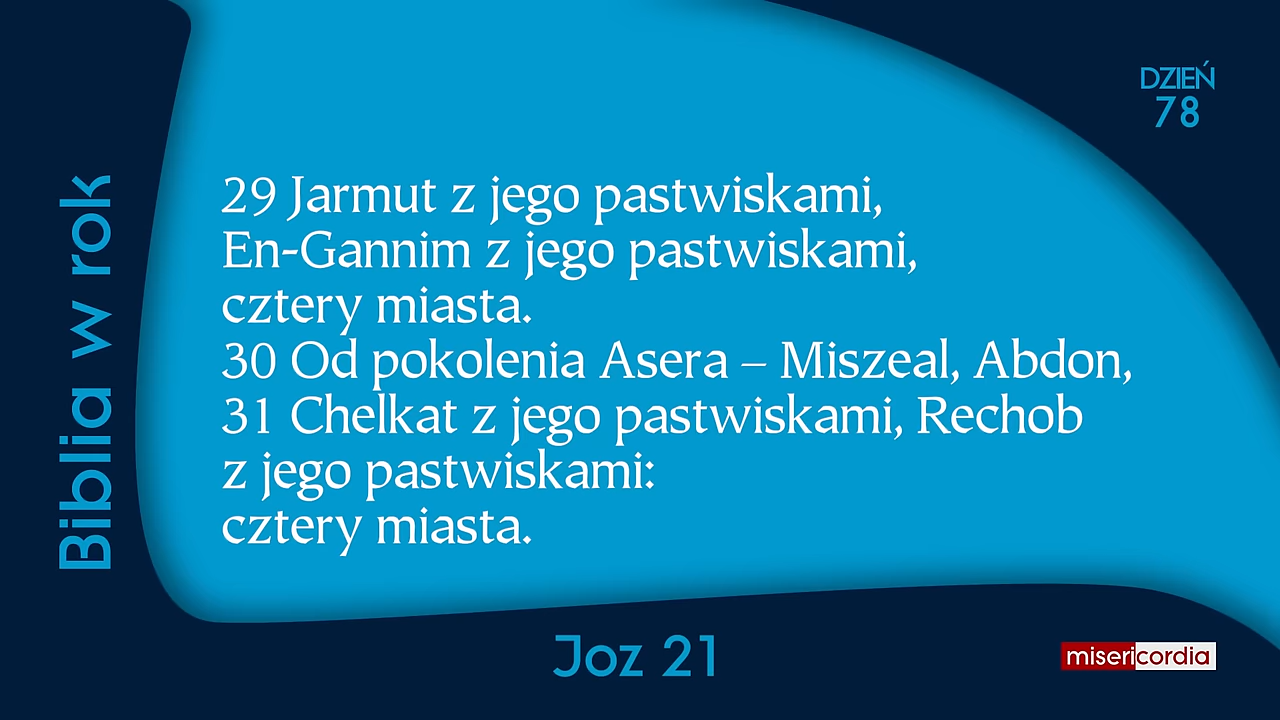 DZIEŃ
78
Biblia w rok
29 Jarmut z jego pastwiskami,
En-Gannim z jego pastwiskami,
cztery miasta.
30 Od pokolenia Asera – Miszeal, Abdon,
31 Chelkat z jego pastwiskami, Rechob
z jego pastwiskami:
cztery miasta.
Joz 21
misericordia